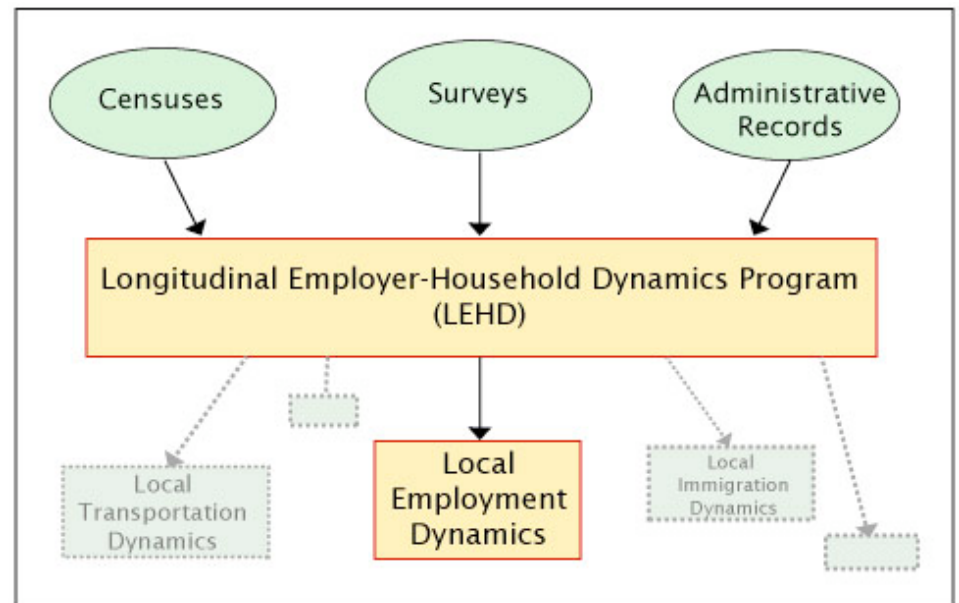 Censuses
Surveys
Administrative
Records
Longitudinal Employer-Household Dynamics Program
(LEHD)
Local
Transportation
Dynamics
Local
Employment
Dynamics
Local
Immigration
Dynamics